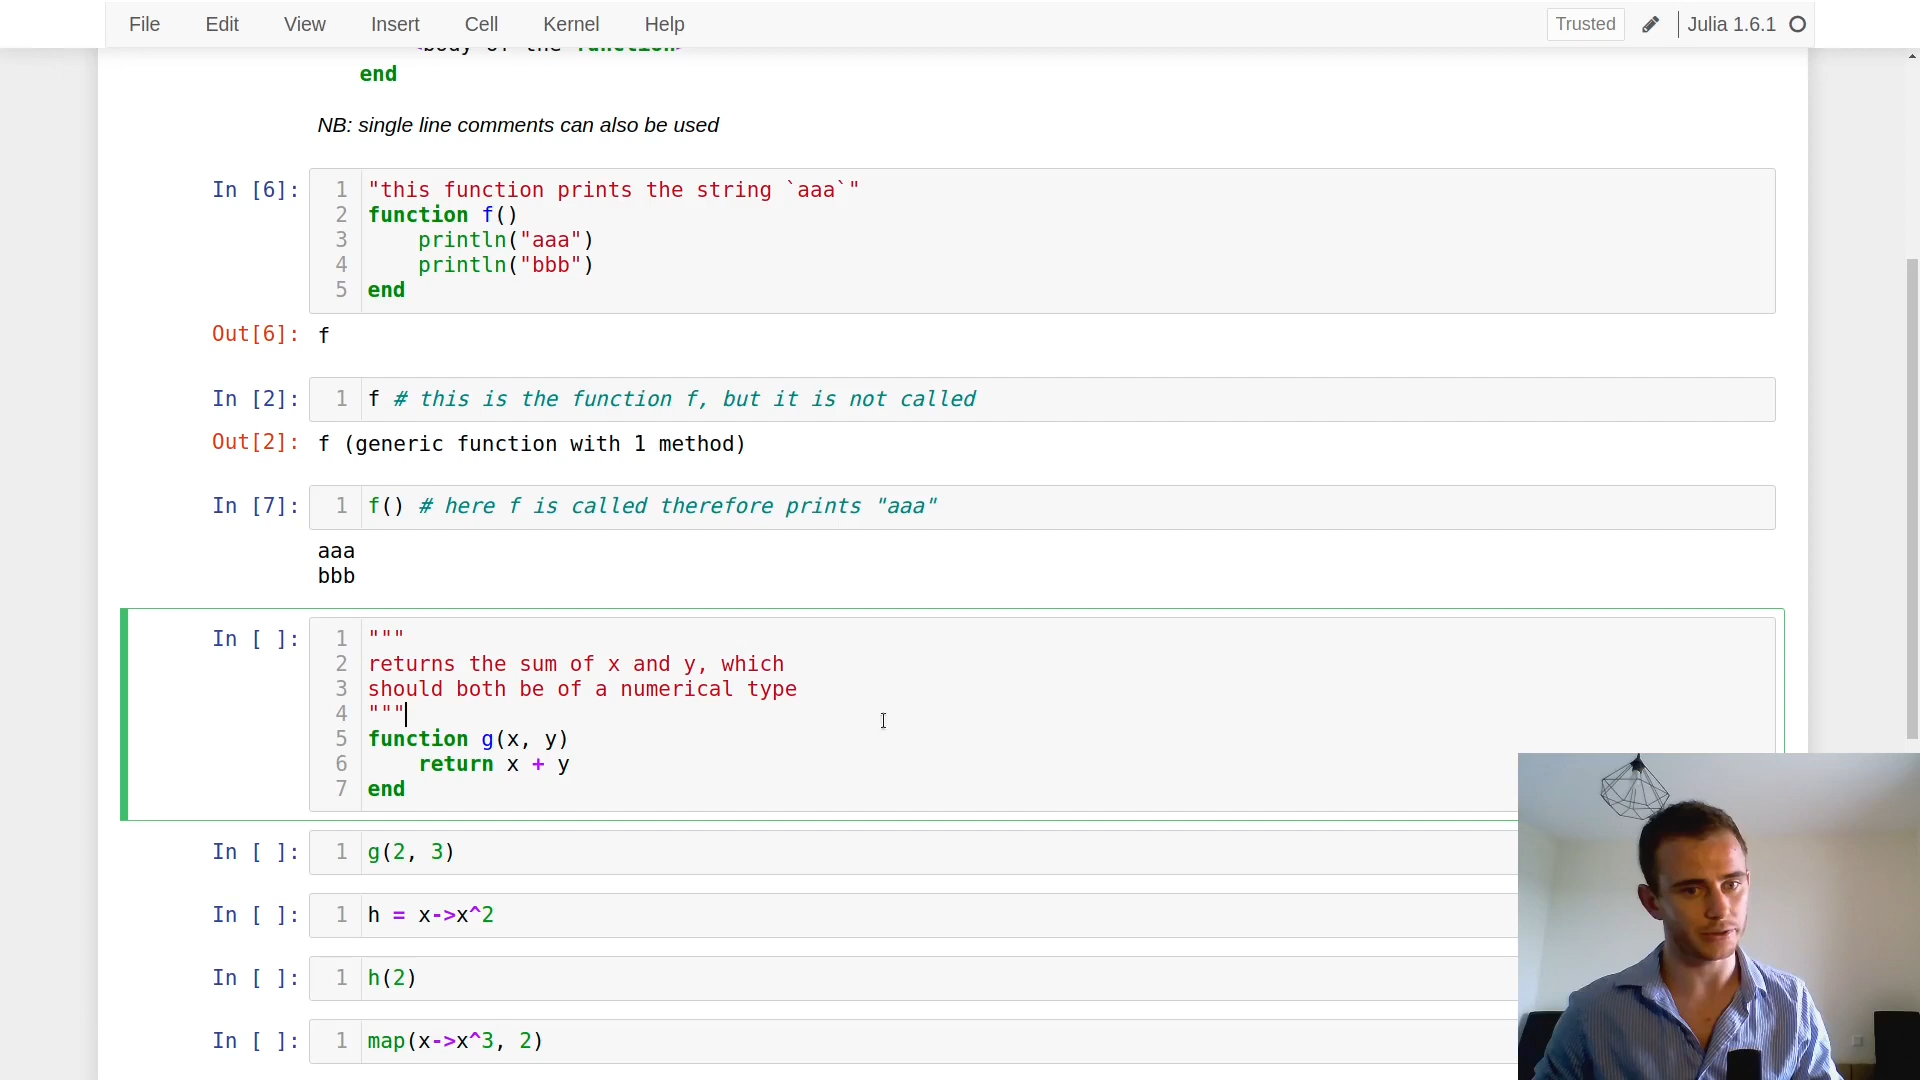 File Edit View Insert Cell Kernel Help Trusted Julia 1.6.1
<body of the function>
end
NB: single line comments can also be used
In [6]:
1 "this function prints the string `aaa`"
2 function f()
3 println("aaa")
4 println("bbb")
5 end
Out[6]: f
In [2]: 1 f # this is the function f, but it is not called
Out[2]: f (generic function with 1 method)
In [7]: 1 f() # here f is called therefore prints "aaa"
aaa
bbb
In [ ]: 1 """
2 returns the sum of x and y, which
3 should both be of a numerical type
4 """
5 function g(x, y)
6 return x + y
7 end
In [ ]: 1 g(2, 3)
In [ ]: 1 h = x->x^2
In [ ]: 1 h(2)
In [ ]: 1 map(x->x^3, 2)